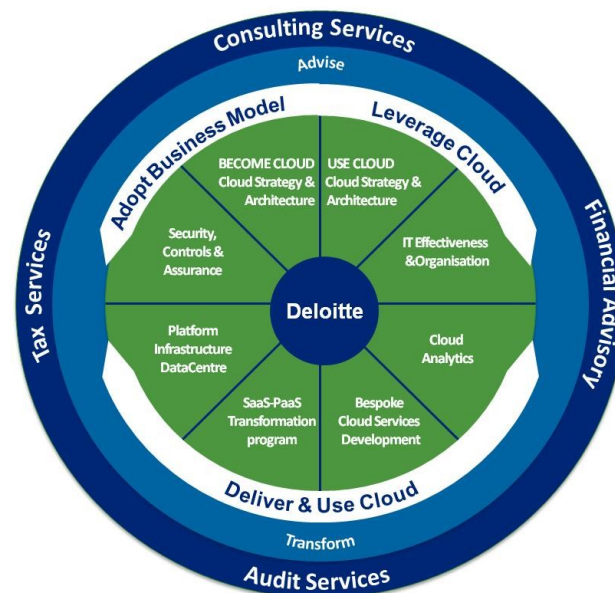 Consulting Services
Advise
Adopt Business Model
Leverage Cloud
BECOME CLOUD
Cloud Strategy &
Architecture
USE CLOUD
Cloud Strategy &
Architecture
Security,
Controls &
Assurance
IT Effectiveness
&Organisation
Tax Services
Financial Advisory
Deloitte
Platform
Infrastructure
DataCentre
Cloud
Analytics
SaaS-PaaS
Transformation
program
Bespoke
Cloud Services
Development
Deliver & Use Cloud
Transform
Audit Services